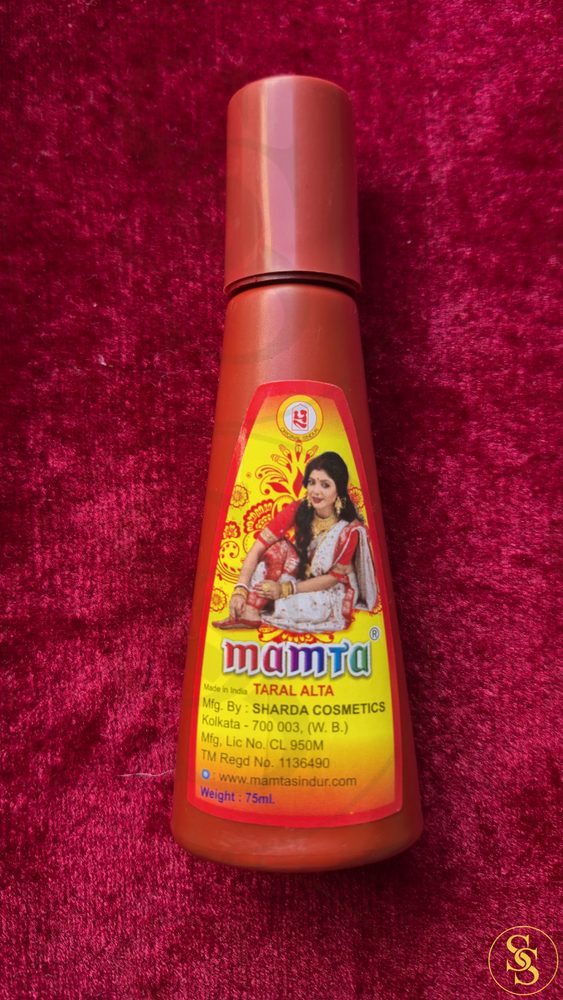 mamta®
Made in India TARAL ALTA
Mfg. By : SHARDA COSMETICS
Kolkata - 700 003, (W. B.)
Mfg, Lic No. CL 950M
TM Regd No. 1136490
: www.mamtasindur.com
Weight : 75ml.
SS